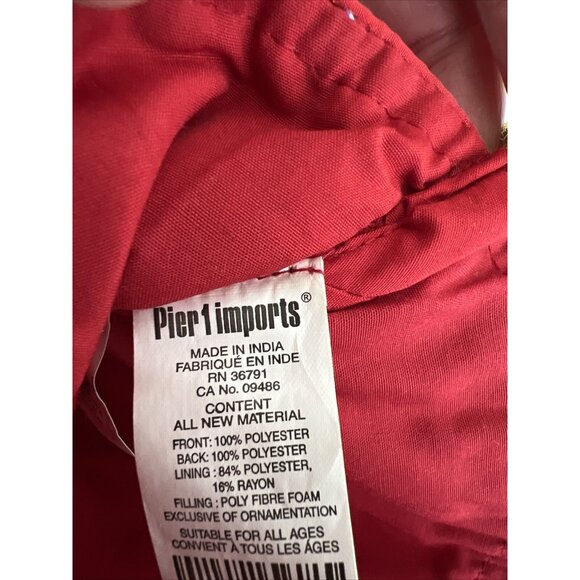 Pier 1 imports®
MADE IN INDIA
FABRIQUÉ EN INDE
RN 36791
CA No. 09486
CONTENT
ALL NEW MATERIAL
FRONT: 100% POLYESTER
BACK: 100% POLYESTER
LINING : 84% POLYESTER,
16% RAYON
FILLING : POLY FIBRE FOAM
EXCLUSIVE OF ORNAMENTATION
SUITABLE FOR ALL AGES
CONVIENT À TOUS LES ÂGES